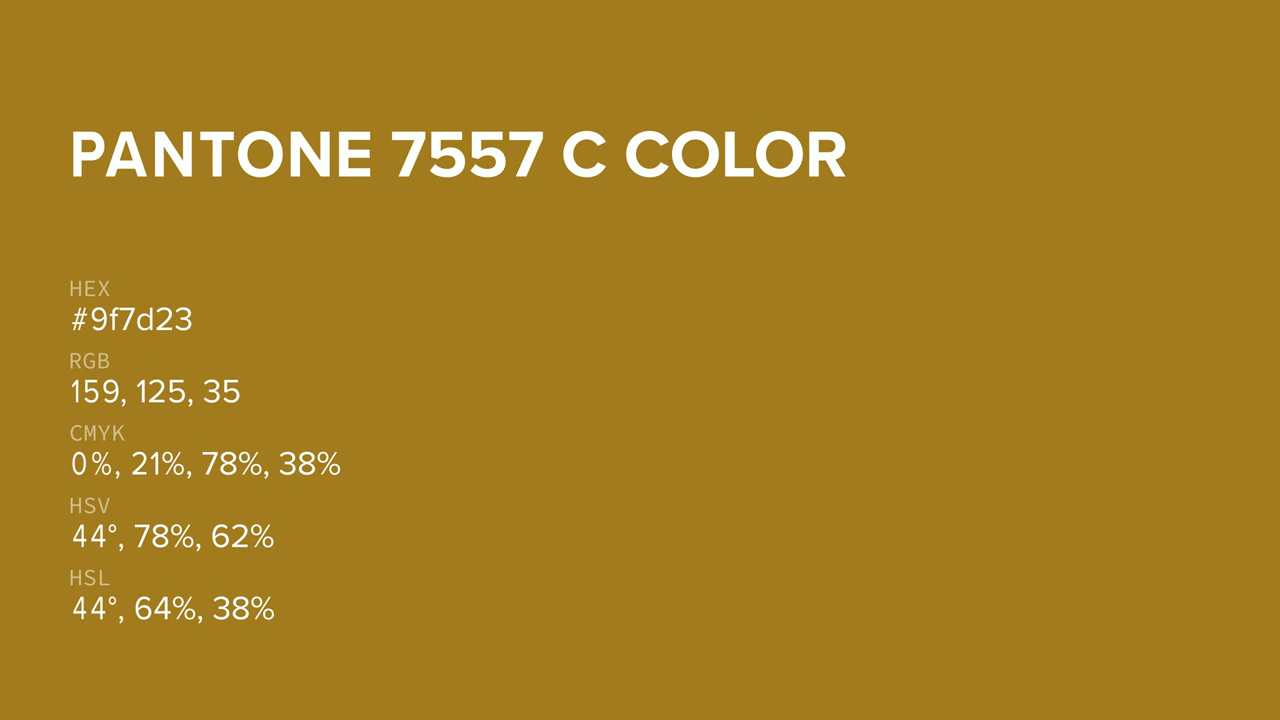 PANTONE 7557 C COLOR
HEX
#9f7d23
RGB
159, 125, 35
CMYK
0%, 21%, 78%, 38%
HSV
44°, 78%, 62%
HSL
44°, 64%, 38%